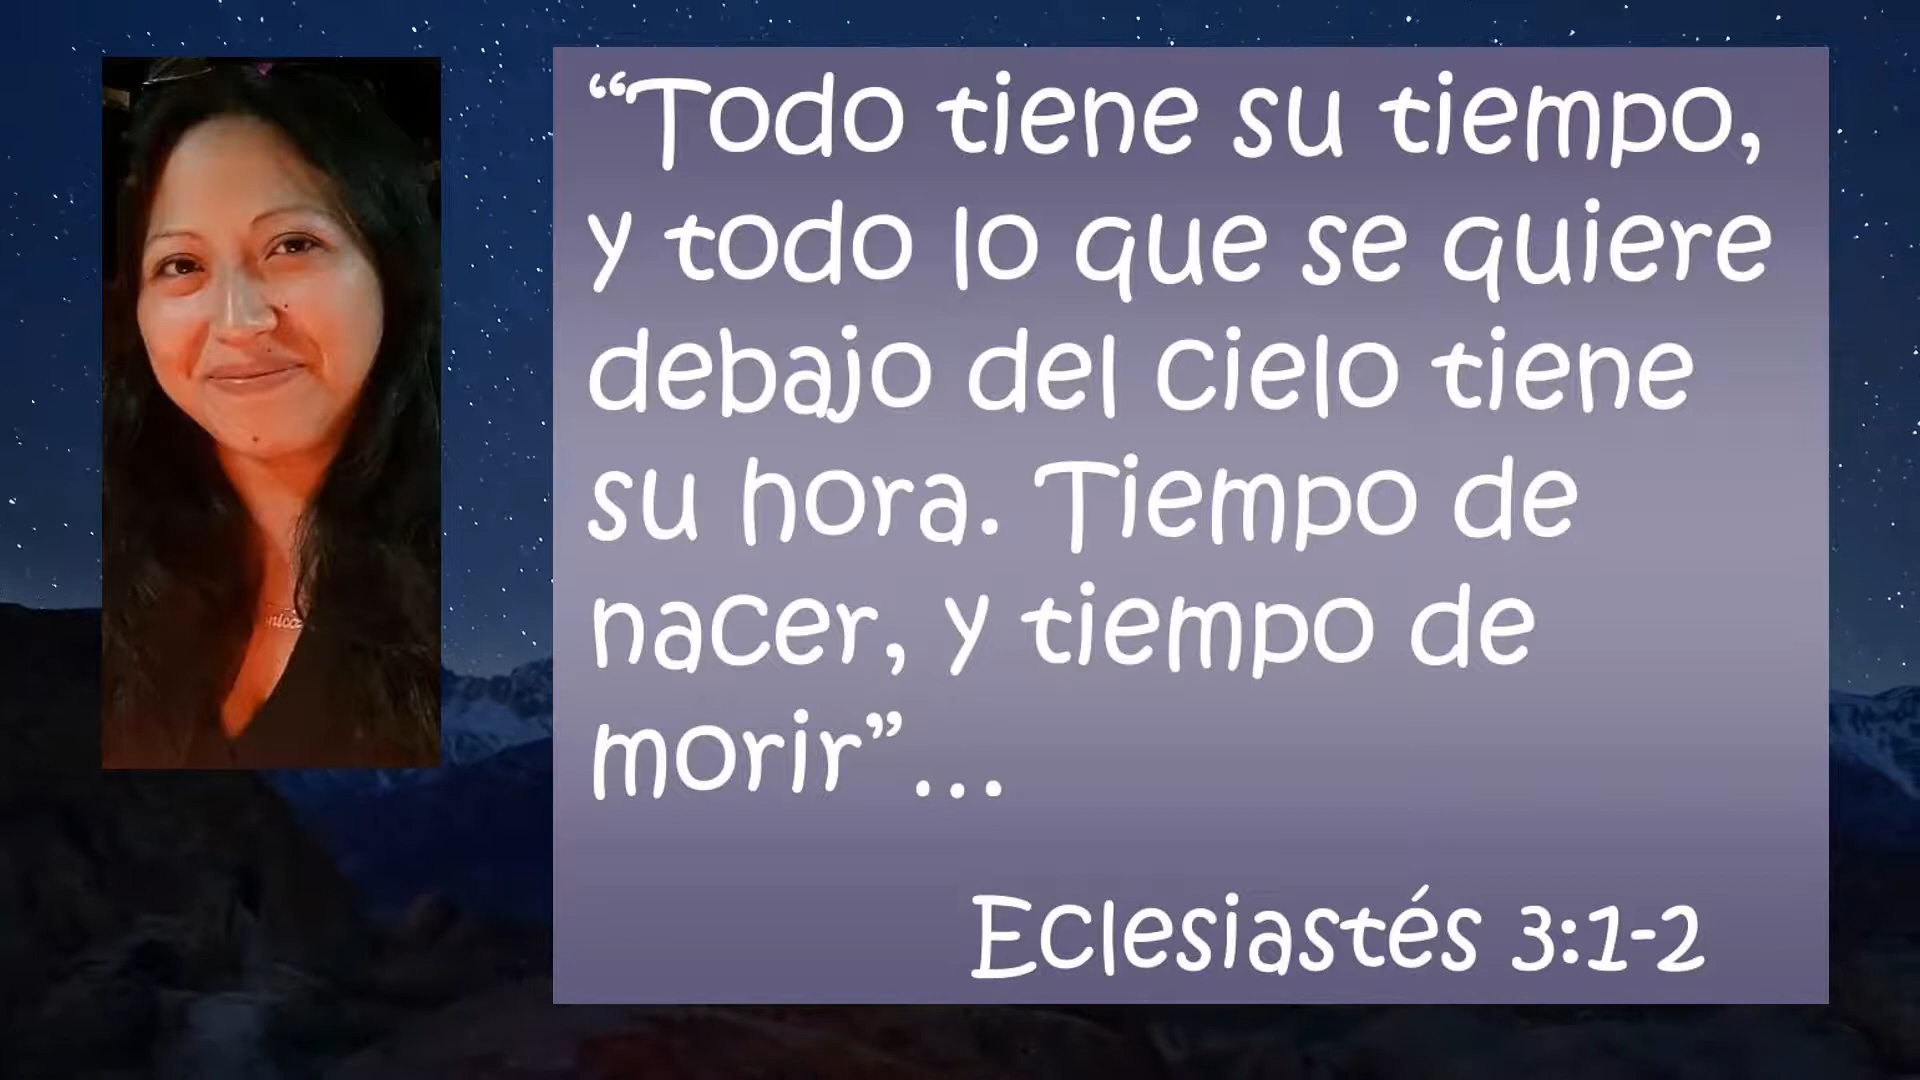 “Todo tiene su tiempo,
y todo lo que se quiere
debajo del cielo tiene
su hora. Tiempo de
nacer, y tiempo de
morir”...
Eclesiastés 3:1-2